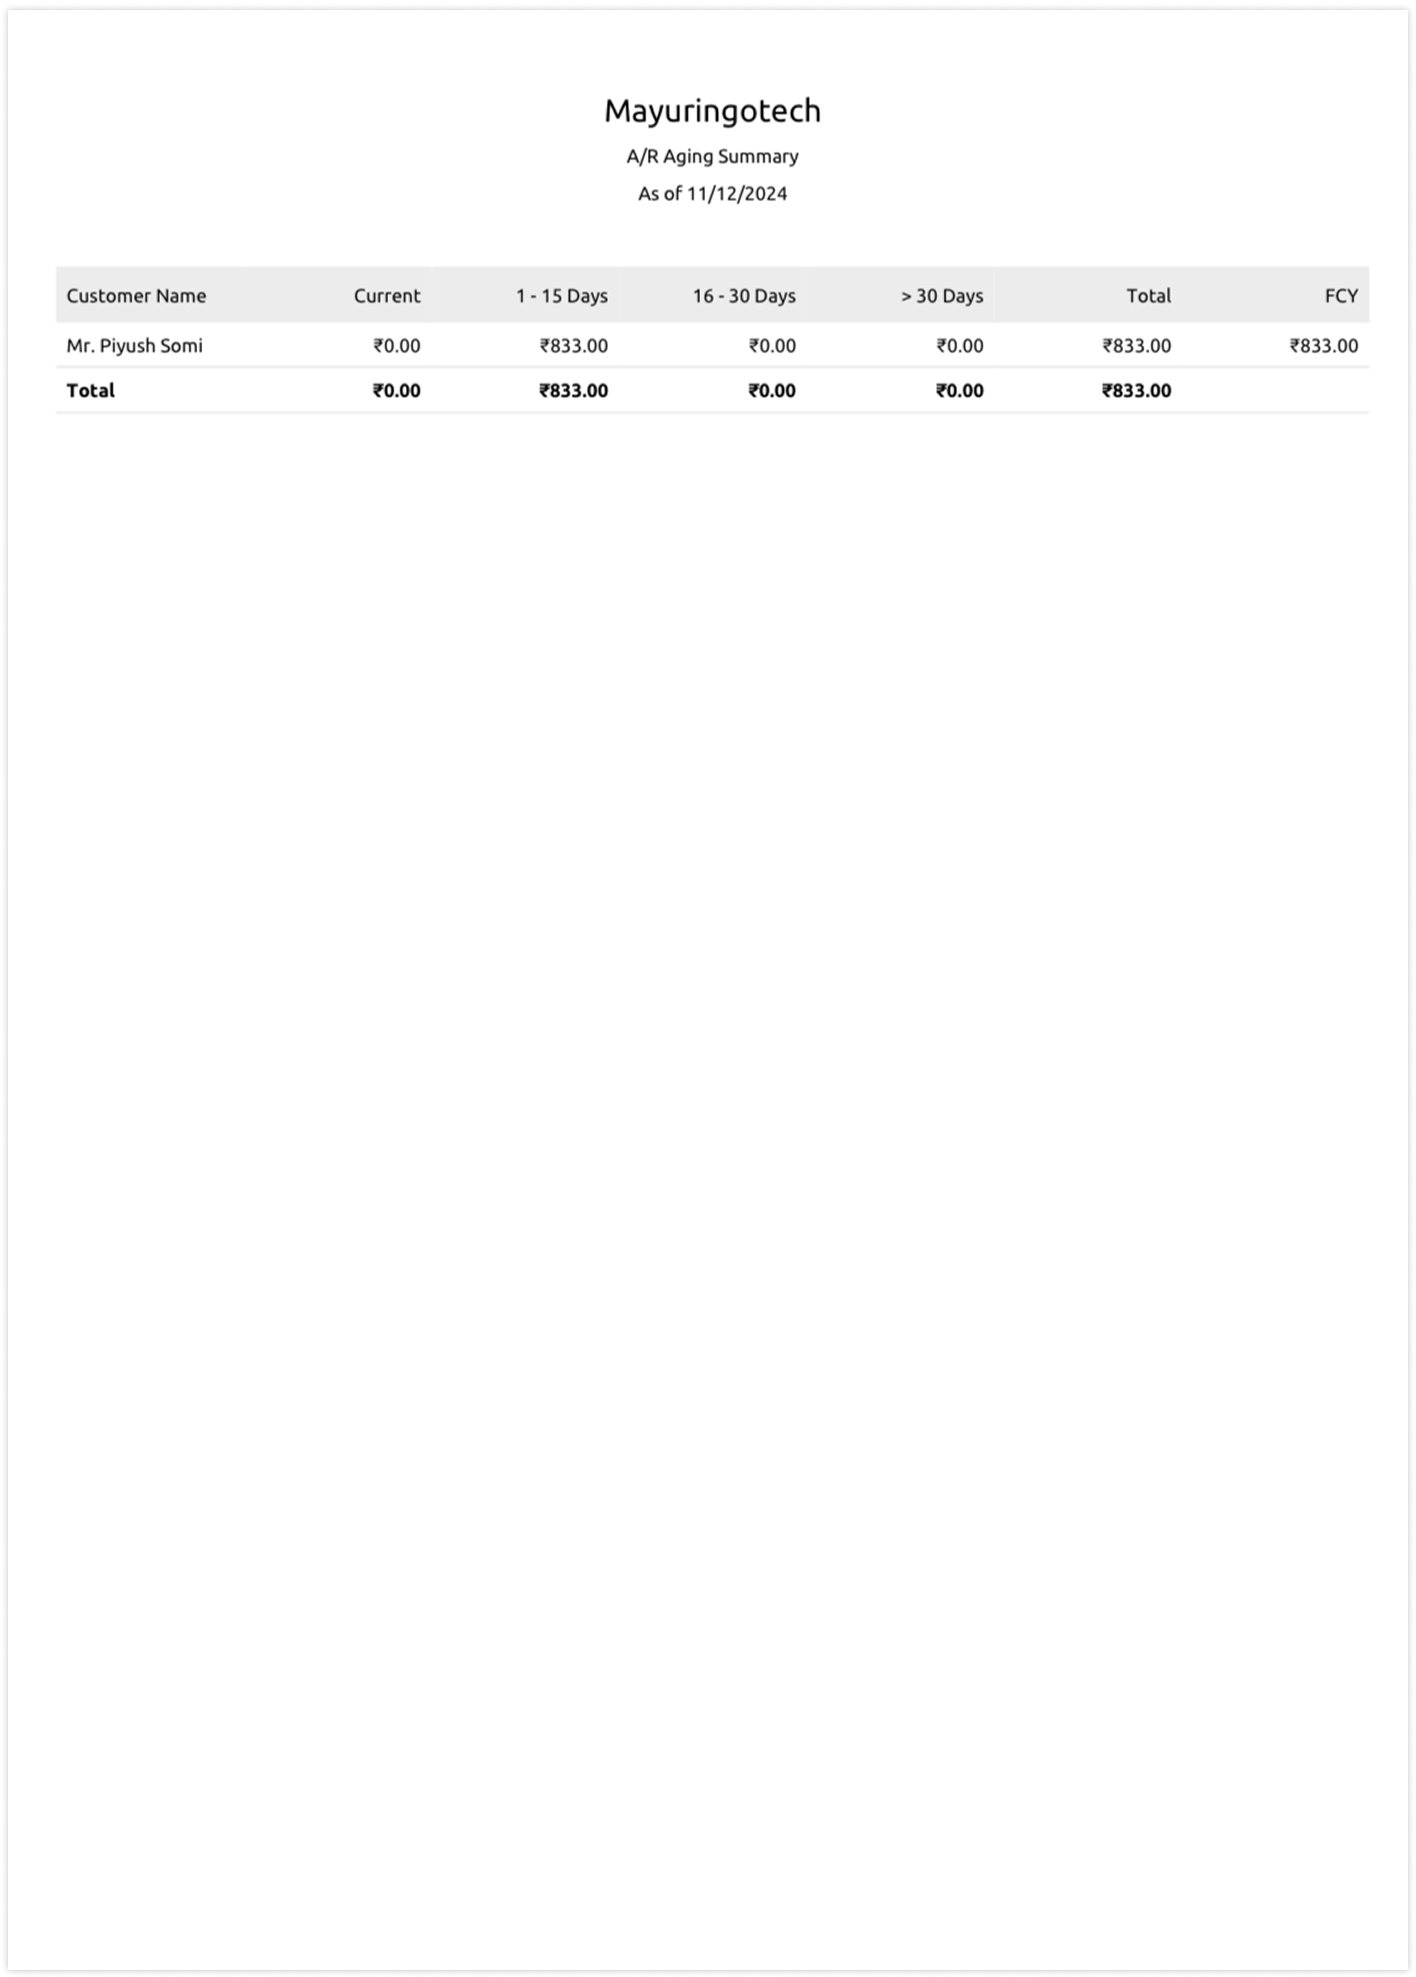 Mayuringotech
A/R Aging Summary
As of 11/12/2024
Customer Name Current 1 - 15 Days 16 - 30 Days > 30 Days Total FCY
Mr. Piyush Somi ₹0.00 ₹833.00 ₹0.00 ₹0.00 ₹833.00 ₹833.00
Total ₹0.00 ₹833.00 ₹0.00 ₹0.00 ₹833.00